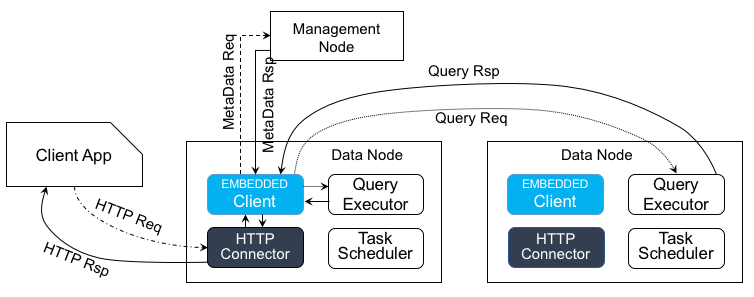 Management
Node
MetaData Req
MetaData Rsp
Query Rsp
Query Req
Client App
HTTP Req
HTTP Rsp
Data Node
EMBEDDED
Client
Query
Executor
HTTP
Connector
Task
Scheduler
Data Node
EMBEDDED
Client
Query
Executor
HTTP
Connector
Task
Scheduler